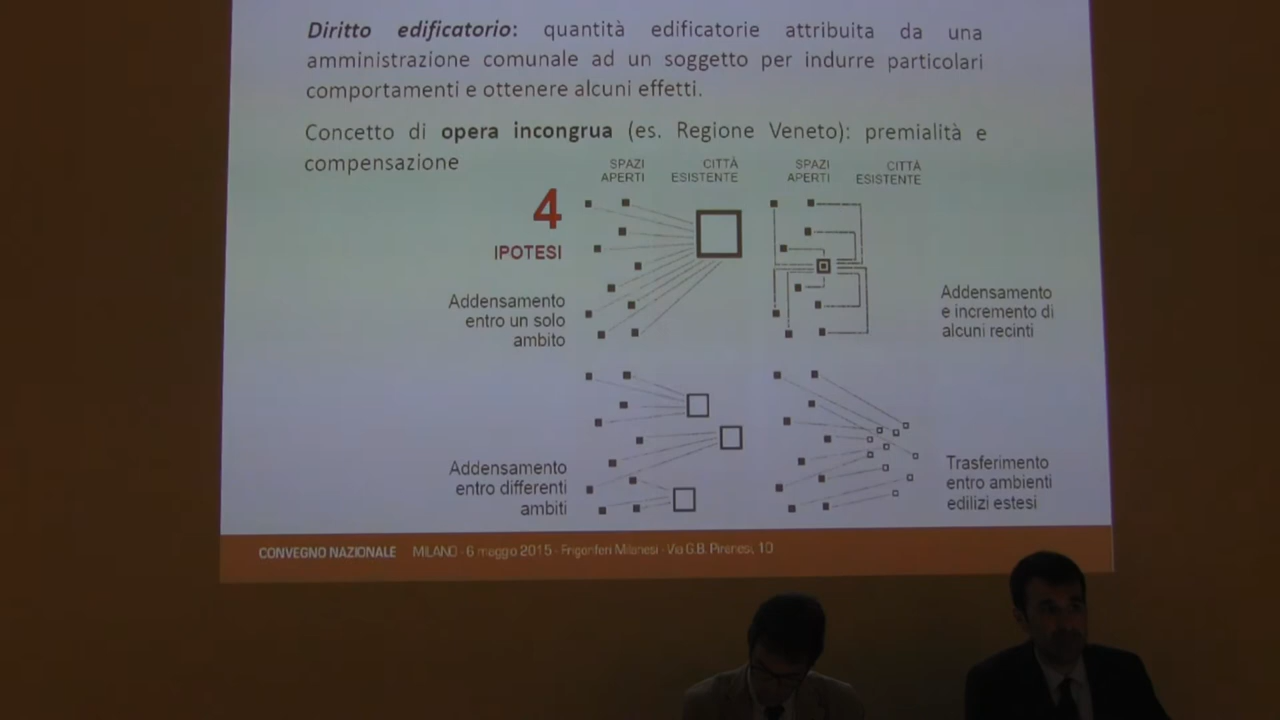 Diritto edificatorio: quantità edificatorie attribuita da una
amministrazione comunale ad un soggetto per indurre particolari
comportamenti e ottenere alcuni effetti.
Concetto di opera incongrua (es. Regione Veneto): premialità e
compensazione
SPAZI
APERTI
CITTÀ
ESISTENTE
SPAZI
APERTI
CITTÀ
ESISTENTE
4
IPOTESI
Addensamento
entro un solo
ambito
Addensamento
e incremento di
alcuni recinti
Addensamento
entro differenti
ambiti
Trasferimento
entro ambienti
edilizi estesi
CONVEGNO NAZIONALE MILANO - 6 maggio 2015 - Frigoriferi Milanesi - Via G.B. Piranesi, 10